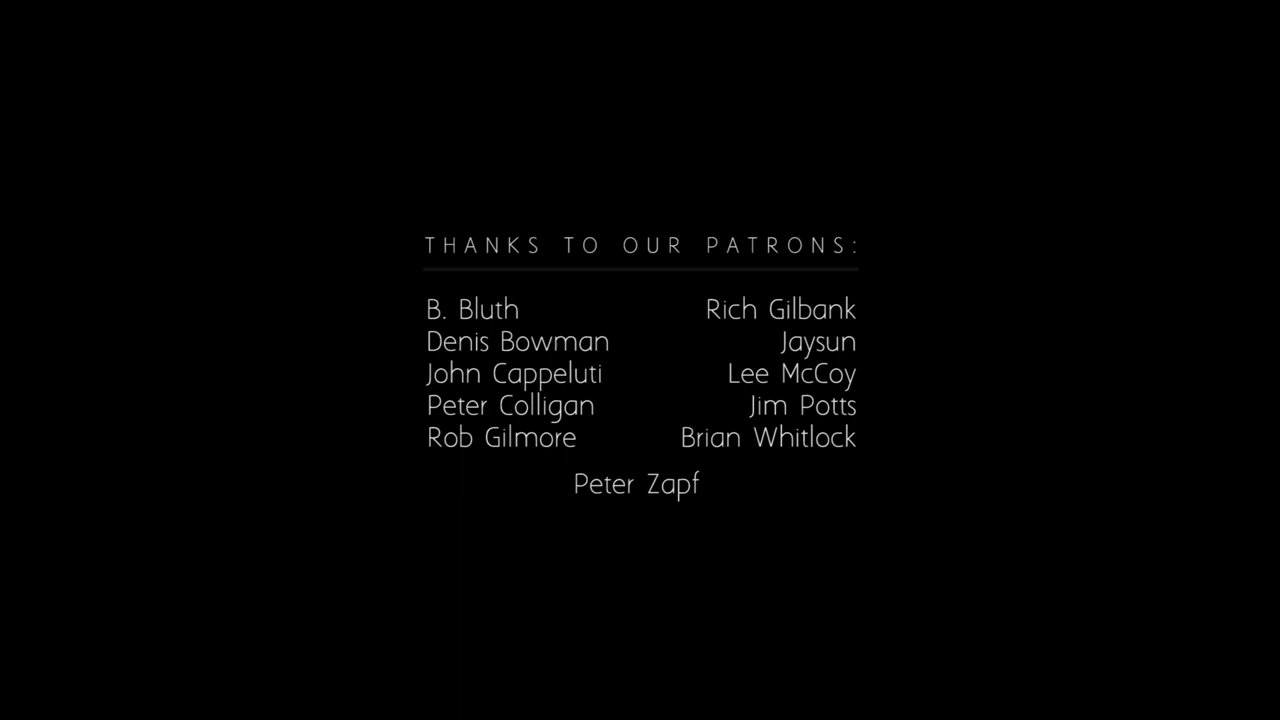 THANKS TO OUR PATRONS:
B. Bluth
Denis Bowman
John Cappeluti
Peter Colligan
Rob Gilmore
Rich Gilbank
Jaysun
Lee McCoy
Jim Potts
Brian Whitlock
Peter Zapf